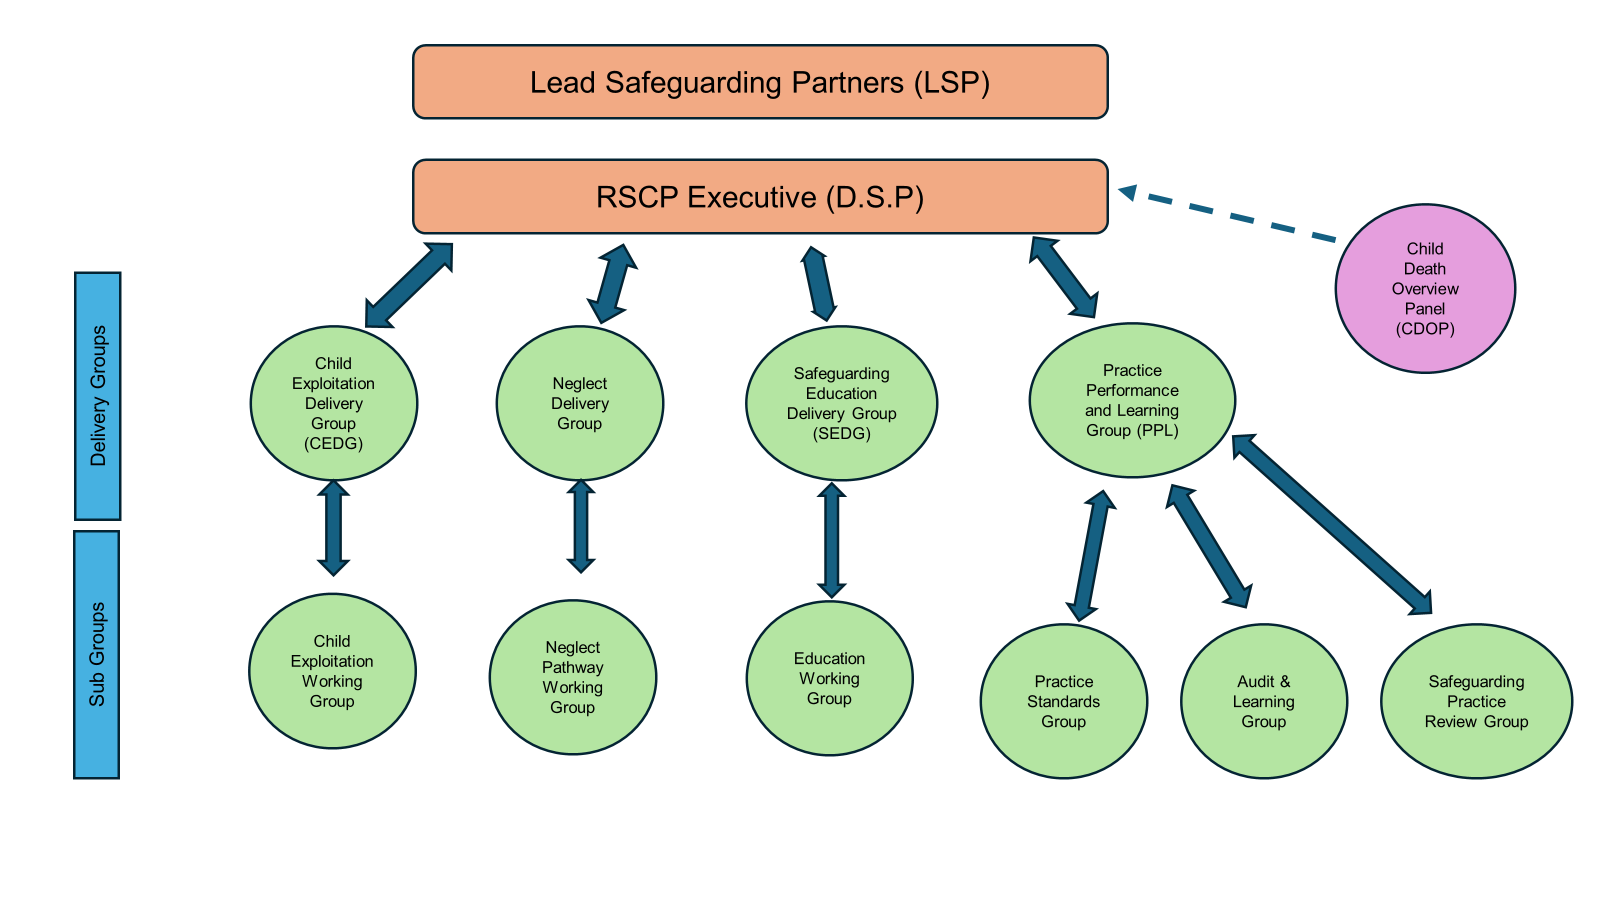 Lead Safeguarding Partners (LSP)
RSCP Executive (D.S.P)
Child
Death
Overview
Panel
(CDOP)
Delivery Groups
Child
Exploitation
Delivery
Group
(CEDG)
Neglect
Delivery
Group
Safeguarding
Education
Delivery Group
(SEDG)
Practice
Performance
and Learning
Group (PPL)
Sub Groups
Child
Exploitation
Working
Group
Neglect
Pathway
Working
Group
Education
Working
Group
Practice
Standards
Group
Audit &
Learning
Group
Safeguarding
Practice
Review Group